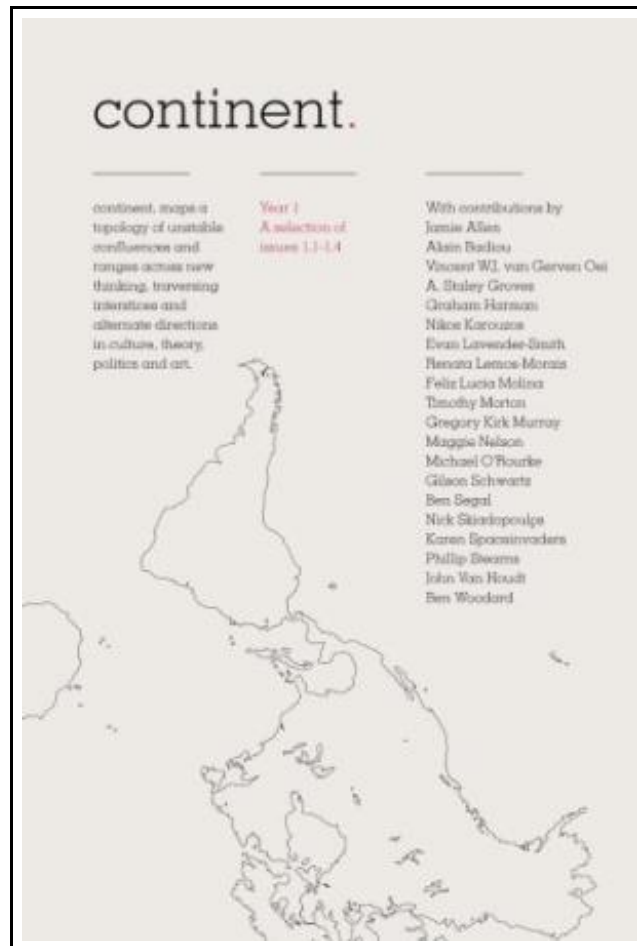 continent.
continent. maps a
topology of unstable
confluences and
ranges across new
thinking, traversing
interstices and
alternate directions
in culture, theory,
politics and art.
Year 1
A selection of
issues 1.1-1.4
With contributions by
Jamie Allen
Alain Badiou
Vincent W.J. van Gerven Oei
A. Staley Groves
Graham Harman
Nikos Karouzos
Evan Lavender-Smith
Renata Lemos-Morais
Feliz Lucia Molina
Timothy Morton
Gregory Kirk Murray
Maggie Nelson
Michael O'Rourke
Gilson Schwartz
Ben Segal
Nick Skiadopoulos
Karen Spaceinvaders
Phillip Stearns
John Van Houdt
Ben Woodard